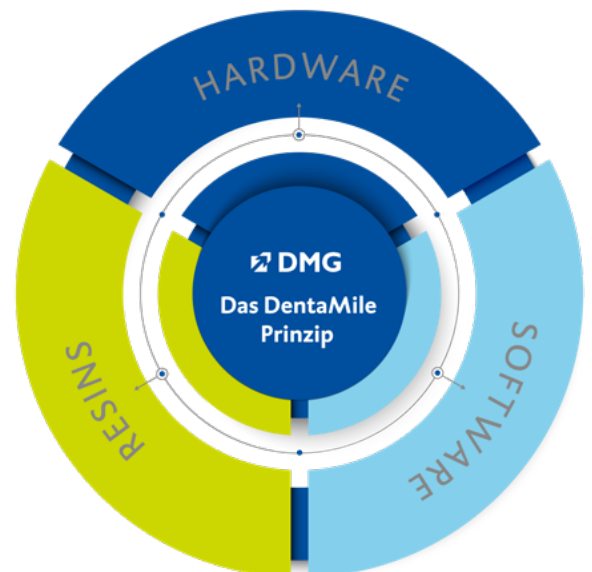 HARDWARE
DMG
Das DentaMile
Prinzip
RESINS
SOFTWARE